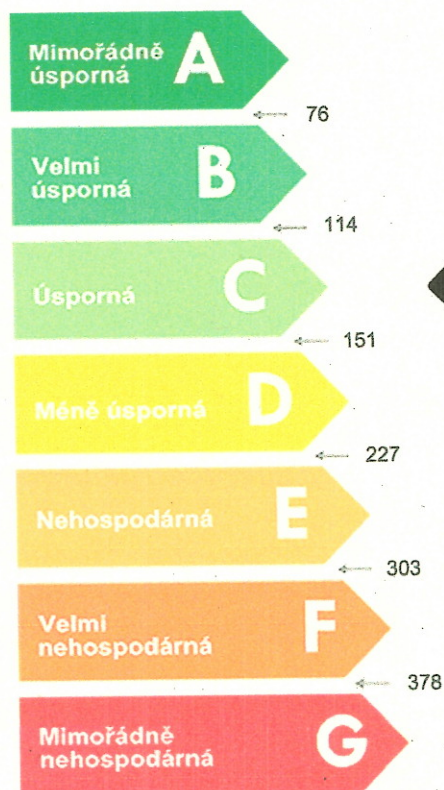 Mimořádně
úsporná
A
76
Velmi
úsporná
B
114
Úsporná
C
151
Méně úsporná
D
227
Nehospodárná
E
303
Velmi
nehospodárná
F
378
Mimořádně
nehospodárná
G